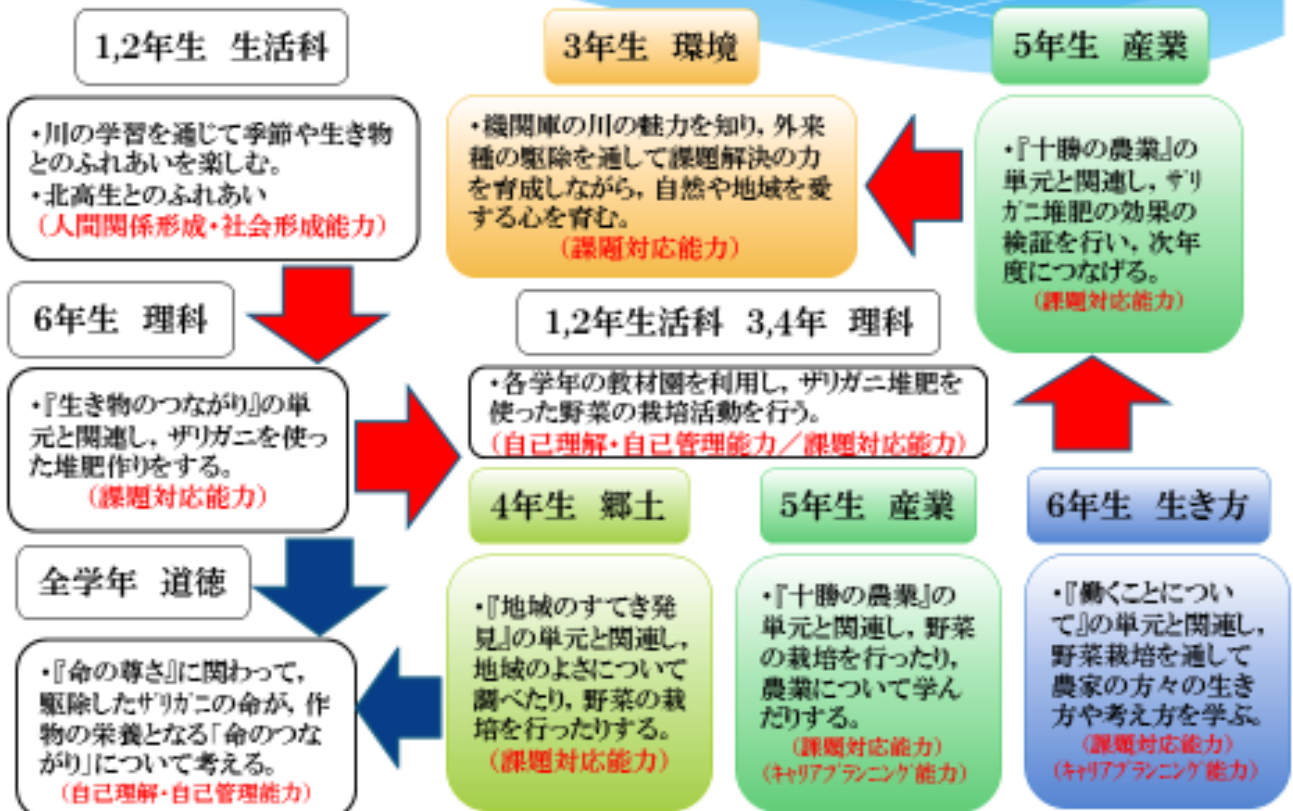 1,2年生 生活科
・川の学習を通じて季節や生き物
とのふれあいを楽しむ。
・北高生とのふれあい
（人間関係形成・社会形成能力）
3年生 環境
・機関庫の川の魅力を知り，外来
種の駆除を通して課題解決の力
を育成しながら，自然や地域を愛
する心を育む。
（課題対応能力）
5年生 産業
・『十勝の農業』の
単元と関連し，ｻﾞﾘ
ｶﾞﾆ堆肥の効果の
検証を行い，次年
度につなげる。
（課題対応能力）
6年生 理科
・『生き物のつながり』の単
元と関連し，ザリガニを使っ
た堆肥作りをする。
（課題対応能力）
1,2年生活科 3,4年 理科
・各学年の教材園を利用し，ザリガニ堆肥を
使った野菜の栽培活動を行う。
（自己理解・自己管理能力／課題対応能力）
全学年 道徳
・『命の尊さ』に関わって，
駆除したｻﾞﾘｶﾞﾆの命が，作
物の栄養となる「命のつな
がり」について考える。
（自己理解・自己管理能力）
4年生 郷土
・『地域のすてき発
見』の単元と関連し，
地域のよさについて
調べたり，野菜の栽
培を行ったりする。
（課題対応能力）
5年生 産業
・『十勝の農業』の
単元と関連し，野菜
の栽培を行ったり，
農業について学ん
だりする。
（課題対応能力）
（ｷｬﾘｱﾌﾟﾗﾝﾆﾝｸﾞ能力）
6年生 生き方
・『働くことについ
て』の単元と関連し，
野菜栽培を通して
農家の方々の生き
方や考え方を学ぶ。
（課題対応能力）
（ｷｬﾘｱﾌﾟﾗﾝﾆﾝｸﾞ能力）